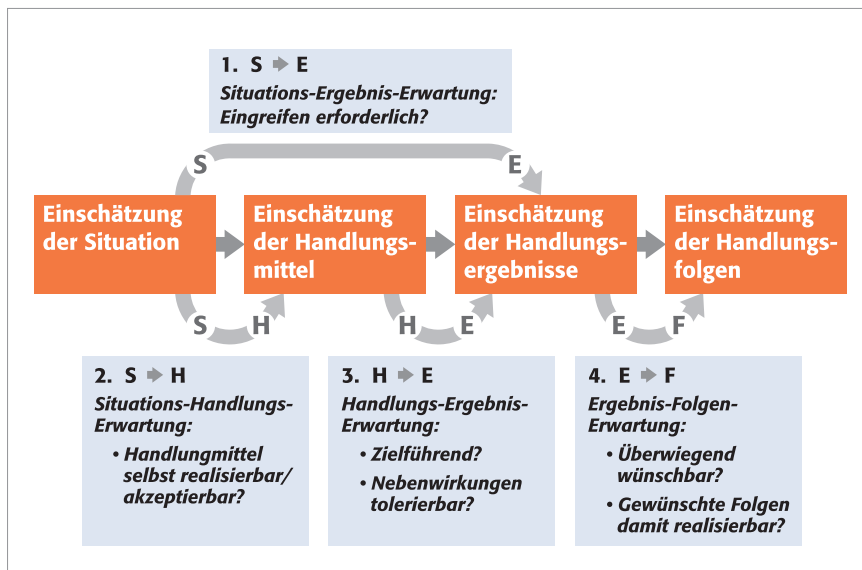 1. S ➡ E
Situations-Ergebnis-Erwartung:
Eingreifen erforderlich?
S
E
Einschätzung
der Situation
Einschätzung
der Handlungs-
mittel
Einschätzung
der Handlungs-
ergebnisse
Einschätzung
der Handlungs-
folgen
S
H
H
E
E
F
2. S ➡ H
Situations-Handlungs-
Erwartung:
• Handlungmittel
selbst realisierbar/
akzeptierbar?
3. H ➡ E
Handlungs-Ergebnis-
Erwartung:
• Zielführend?
• Nebenwirkungen
tolerierbar?
4. E ➡ F
Ergebnis-Folgen-
Erwartung:
• Überwiegend
wünschbar?
• Gewünschte Folgen
damit realisierbar?